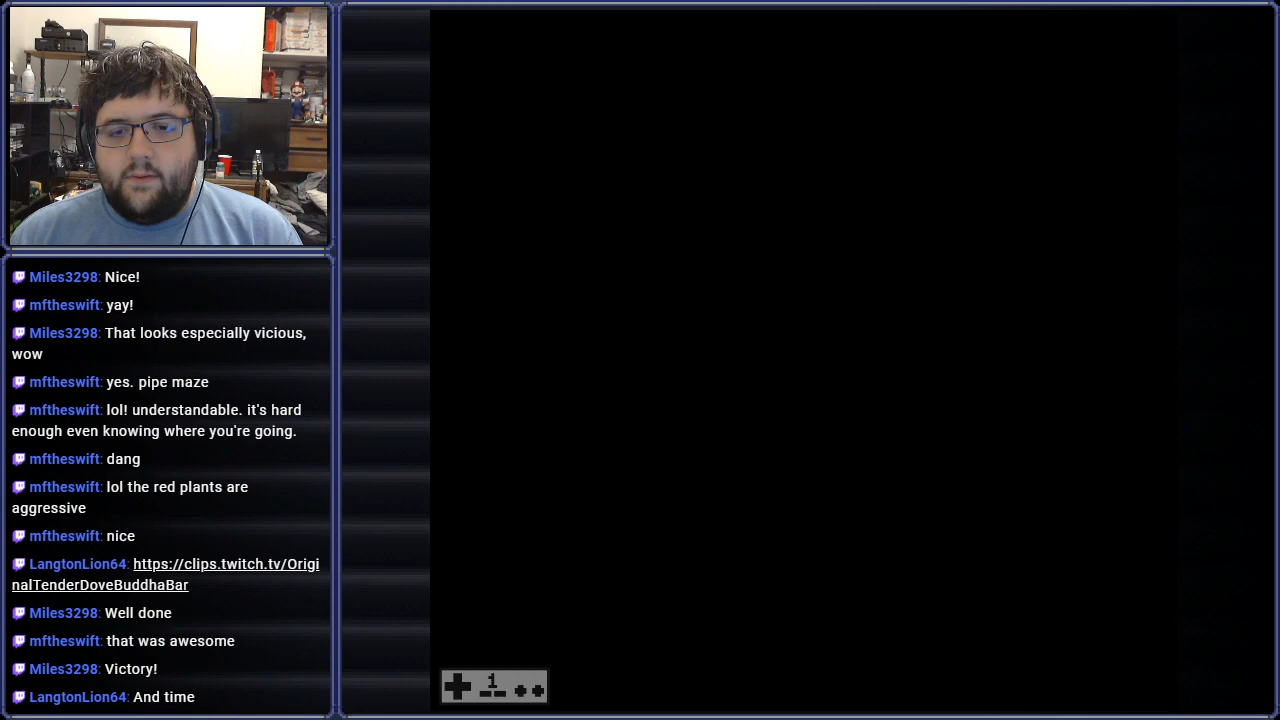 Miles3298: Nice!
mftheswift: yay!
Miles3298: That looks especially vicious,
wow
mftheswift: yes. pipe maze
mftheswift: lol! understandable. it's hard
enough even knowing where you're going.
mftheswift: dang
mftheswift: lol the red plants are
aggressive
mftheswift: nice
LangtonLion64: https://clips.twitch.tv/Origi
nalTenderDoveBuddhaBar
Miles3298: Well done
mftheswift: that was awesome
Miles3298: Victory!
LangtonLion64: And time
1